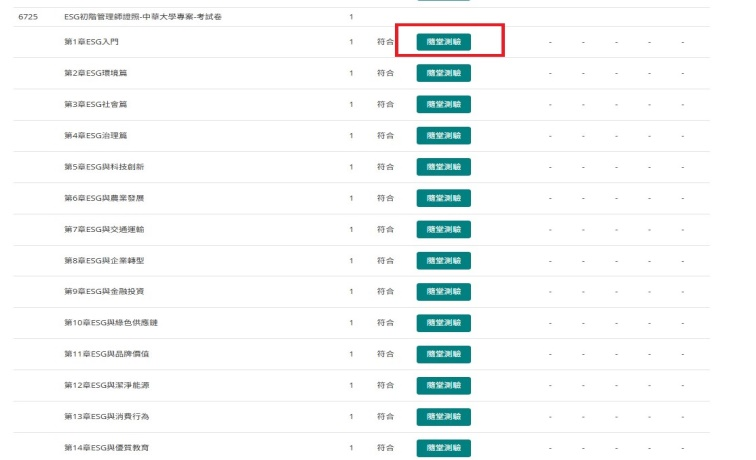 6725 ESG初階管理師證照-中華大學專案-考試卷 1
第1章ESG入門 1 符合 隨堂測驗 - - - - -
第2章ESG環境篇 1 符合 隨堂測驗 - - - - -
第3章ESG社會篇 1 符合 隨堂測驗 - - - - -
第4章ESG治理篇 1 符合 隨堂測驗 - - - - -
第5章ESG與科技創新 1 符合 隨堂測驗 - - - - -
第6章ESG與農業發展 1 符合 隨堂測驗 - - - - -
第7章ESG與交通運輸 1 符合 隨堂測驗 - - - - -
第8章ESG與企業轉型 1 符合 隨堂測驗 - - - - -
第9章ESG與金融投資 1 符合 隨堂測驗 - - - - -
第10章ESG與綠色供應鏈 1 符合 隨堂測驗 - - - - -
第11章ESG與品牌價值 1 符合 隨堂測驗 - - - - -
第12章ESG與潔淨能源 1 符合 隨堂測驗 - - - - -
第13章ESG與消費行為 1 符合 隨堂測驗 - - - - -
第14章ESG與優質教育 1 符合 隨堂測驗 - - - - -